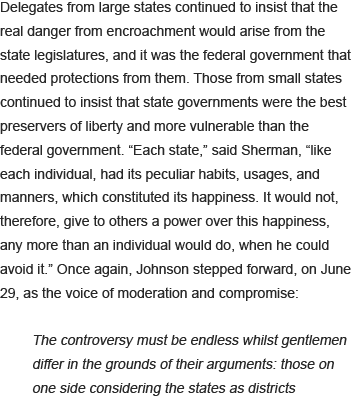 Delegates from large states continued to insist that the
real danger from encroachment would arise from the
state legislatures, and it was the federal government that
needed protections from them. Those from small states
continued to insist that state governments were the best
preservers of liberty and more vulnerable than the
federal government. “Each state,” said Sherman, “like
each individual, had its peculiar habits, usages, and
manners, which constituted its happiness. It would not,
therefore, give to others a power over this happiness,
any more than an individual would do, when he could
avoid it.” Once again, Johnson stepped forward, on June
29, as the voice of moderation and compromise:
The controversy must be endless whilst gentlemen
differ in the grounds of their arguments: those on
one side considering the states as districts